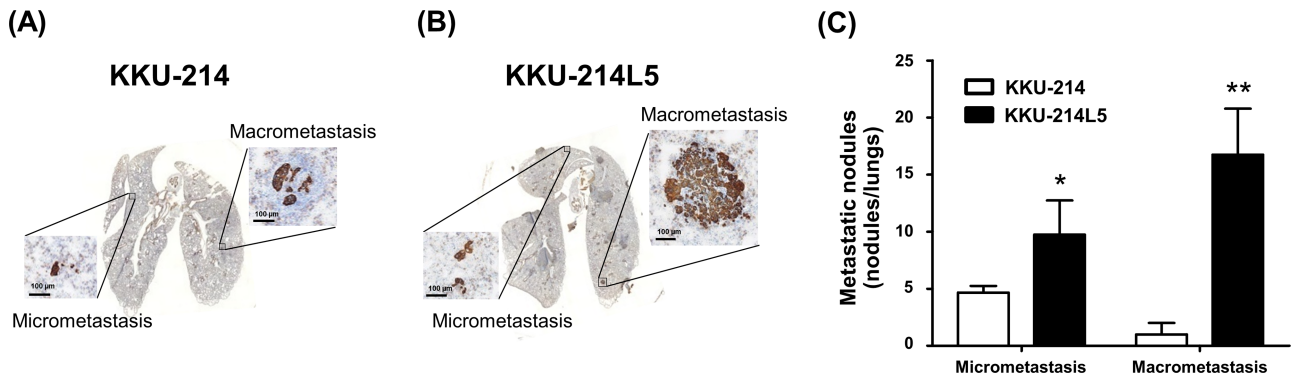 (A)
KKU-214
Macrometastasis
100 µm
100 µm
Micrometastasis
(B)
KKU-214L5
Macrometastasis
100 µm
100 µm
Micrometastasis
(C)
Metastatic nodules
(nodules/lungs)
25
20
15
10
5
0
KKU-214
KKU-214L5
*
**
Micrometastasis
Macrometastasis